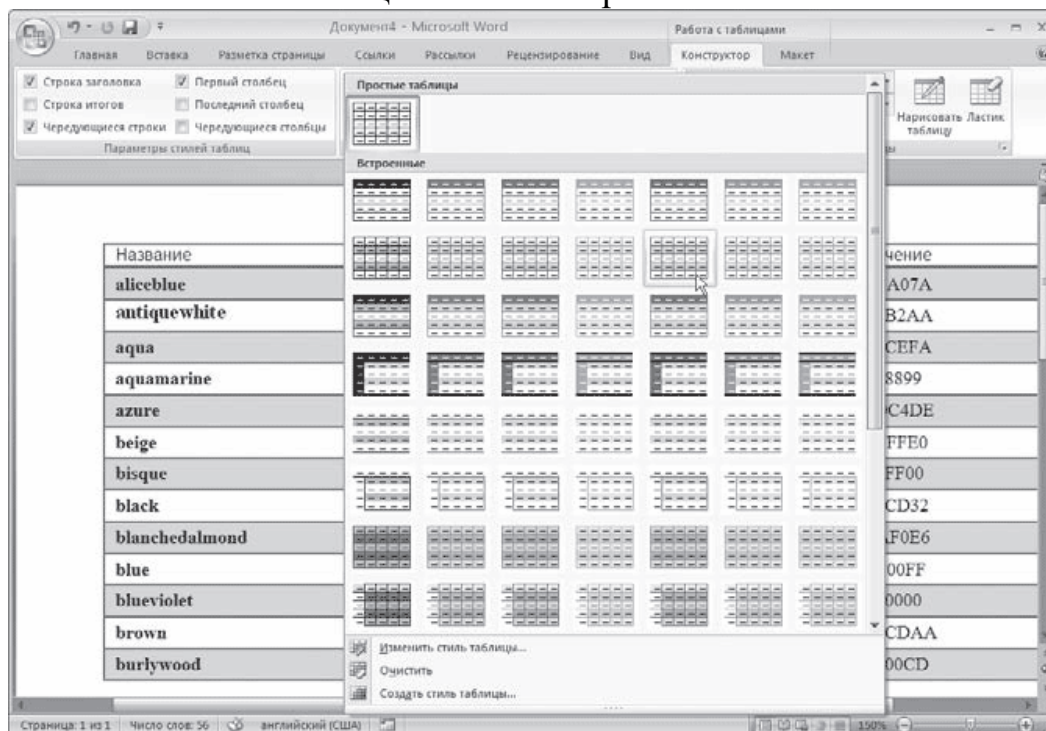 Документ4 - Microsoft Word
Работа с таблицами
Главная Вставка Разметка страницы Ссылки Рассылки Рецензирование Вид Конструктор Макет
Строка заголовка Первый столбец
Строка итогов Последний столбец
Чередующиеся строки Чередующиеся столбцы
Параметры стилей таблиц
Простые таблицы
Встроенные
Нарисовать таблицу
Ластик
Название
aliceblue A07A
antiquewhite B2AA
aqua CEFA
aquamarine 8899
azure C4DE
beige FFE0
bisque FF00
black CD32
blanchedalmond F0E6
blue 00FF
blueviolet 0000
brown CDAA
burlywood 00CD
Изменить стиль таблицы...
Очистить
Создать стиль таблицы...
Страница: 1 из 1 Число слов: 56 английский (США) 150%